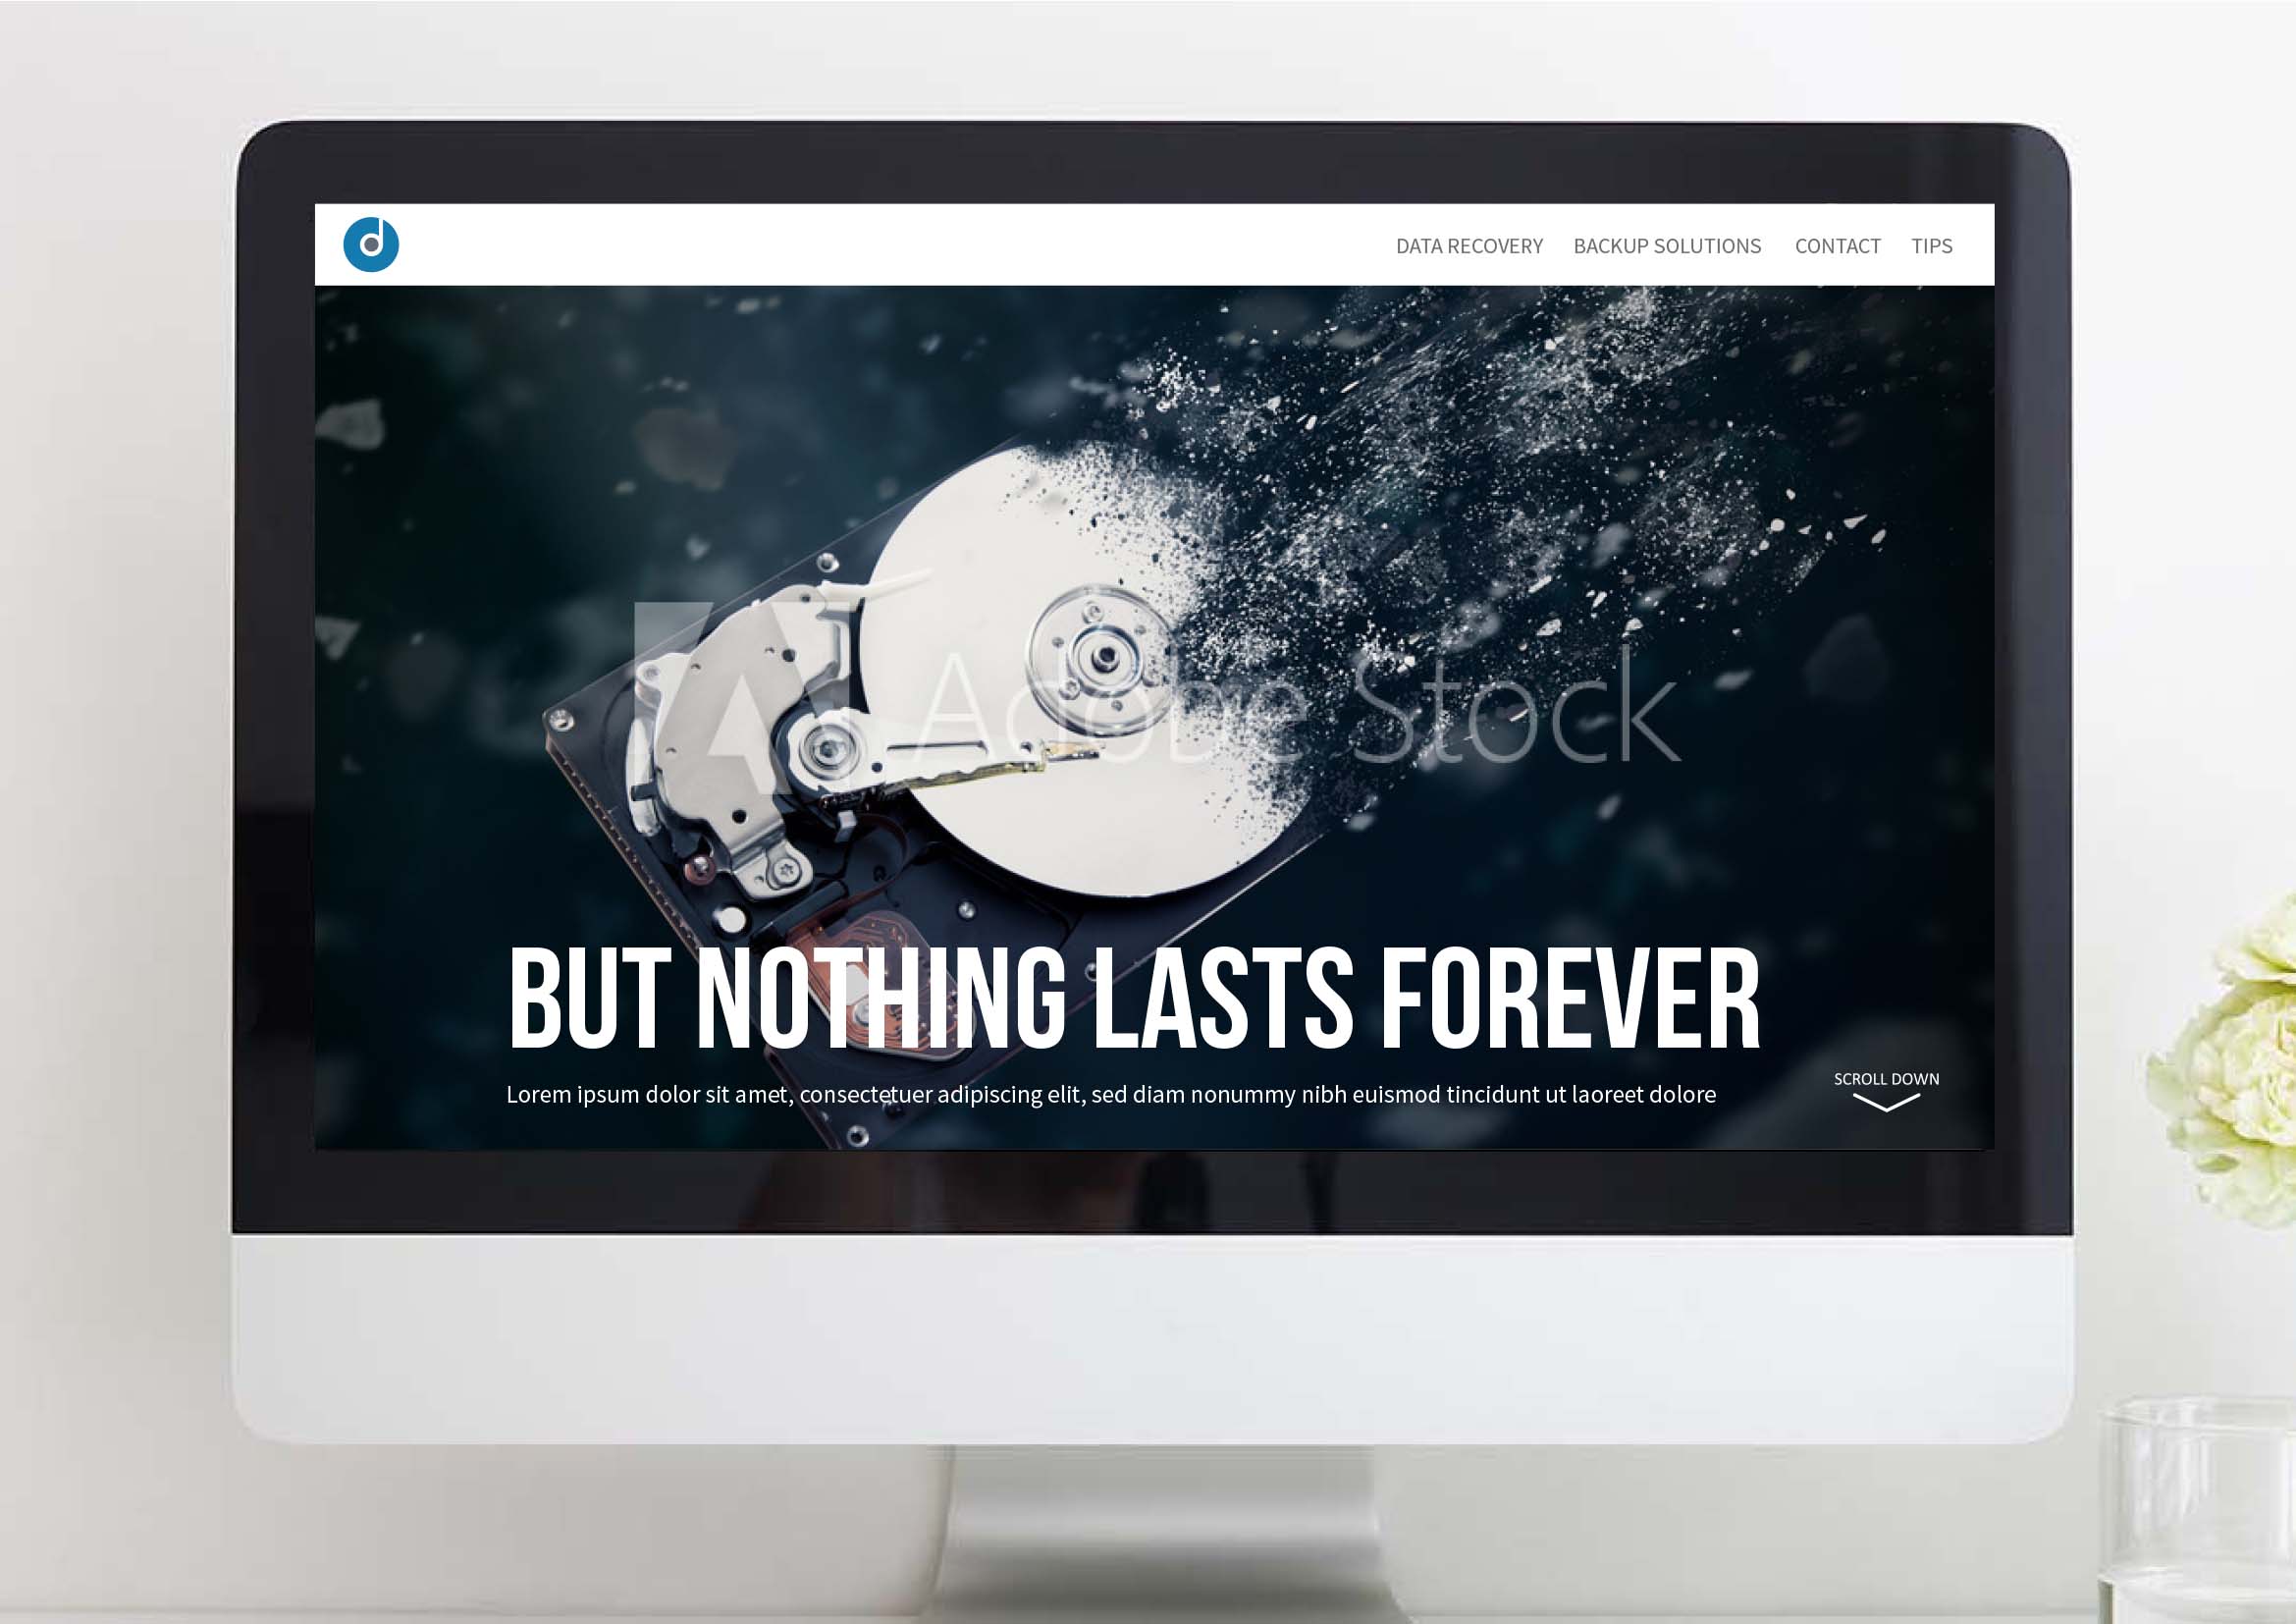 d
DATA RECOVERY BACKUP SOLUTIONS CONTACT TIPS
Adobe Stock
BUT NOTHING LASTS FOREVER
Lorem ipsum dolor sit amet, consectetuer adipiscing elit, sed diam nonummy nibh euismod tincidunt ut laoreet dolore
SCROLL DOWN